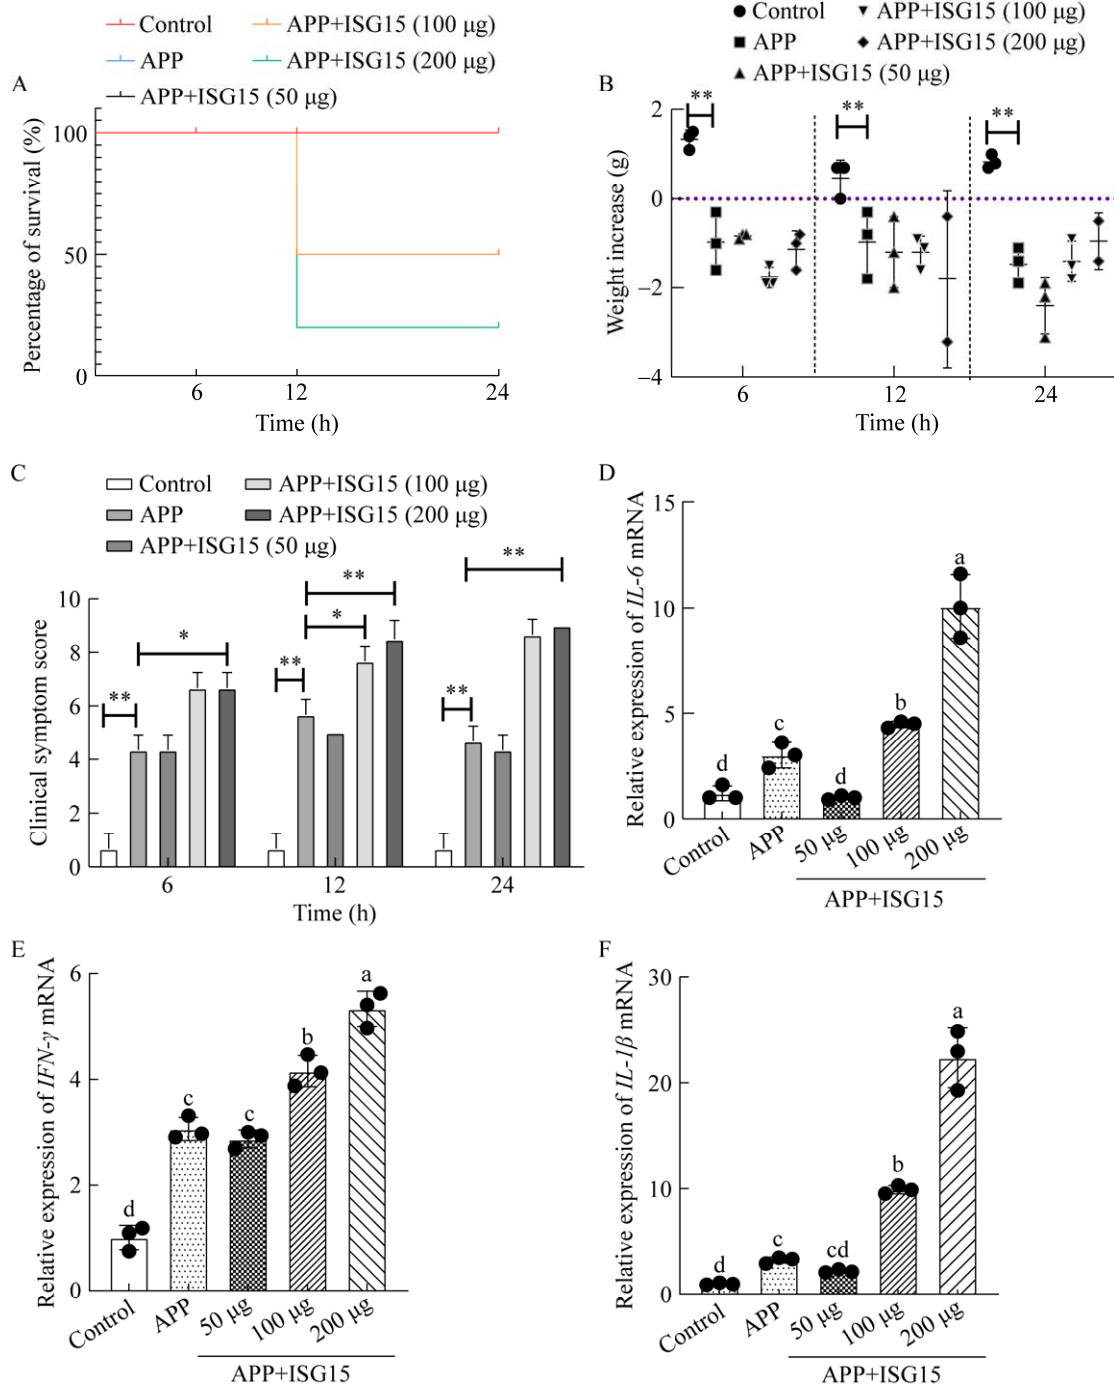 A
Control
APP+ISG15 (100 μg)
APP
APP+ISG15 (200 μg)
APP+ISG15 (50 μg)
Percentage of survival (%)
100
50
0
6
12
24
Time (h)
B
Control
APP+ISG15 (100 μg)
APP
APP+ISG15 (200 μg)
APP+ISG15 (50 μg)
Weight increase (g)
2
0
−2
−4
**
**
**
6
12
24
Time (h)
C
Control
APP+ISG15 (100 μg)
APP
APP+ISG15 (200 μg)
APP+ISG15 (50 μg)
Clinical symptom score
10
8
6
4
2
0
**
*
**
*
**
**
**
6
12
24
Time (h)
D
Relative expression of IL-6 mRNA
15
10
5
0
d
c
d
b
a
Control
APP
50 μg
100 μg
200 μg
APP+ISG15
E
Relative expression of IFN-γ mRNA
6
4
2
0
d
c
c
b
a
Control
APP
50 μg
100 μg
200 μg
APP+ISG15
F
Relative expression of IL-1β mRNA
30
20
10
0
d
c
cd
b
a
Control
APP
50 μg
100 μg
200 μg
APP+ISG15